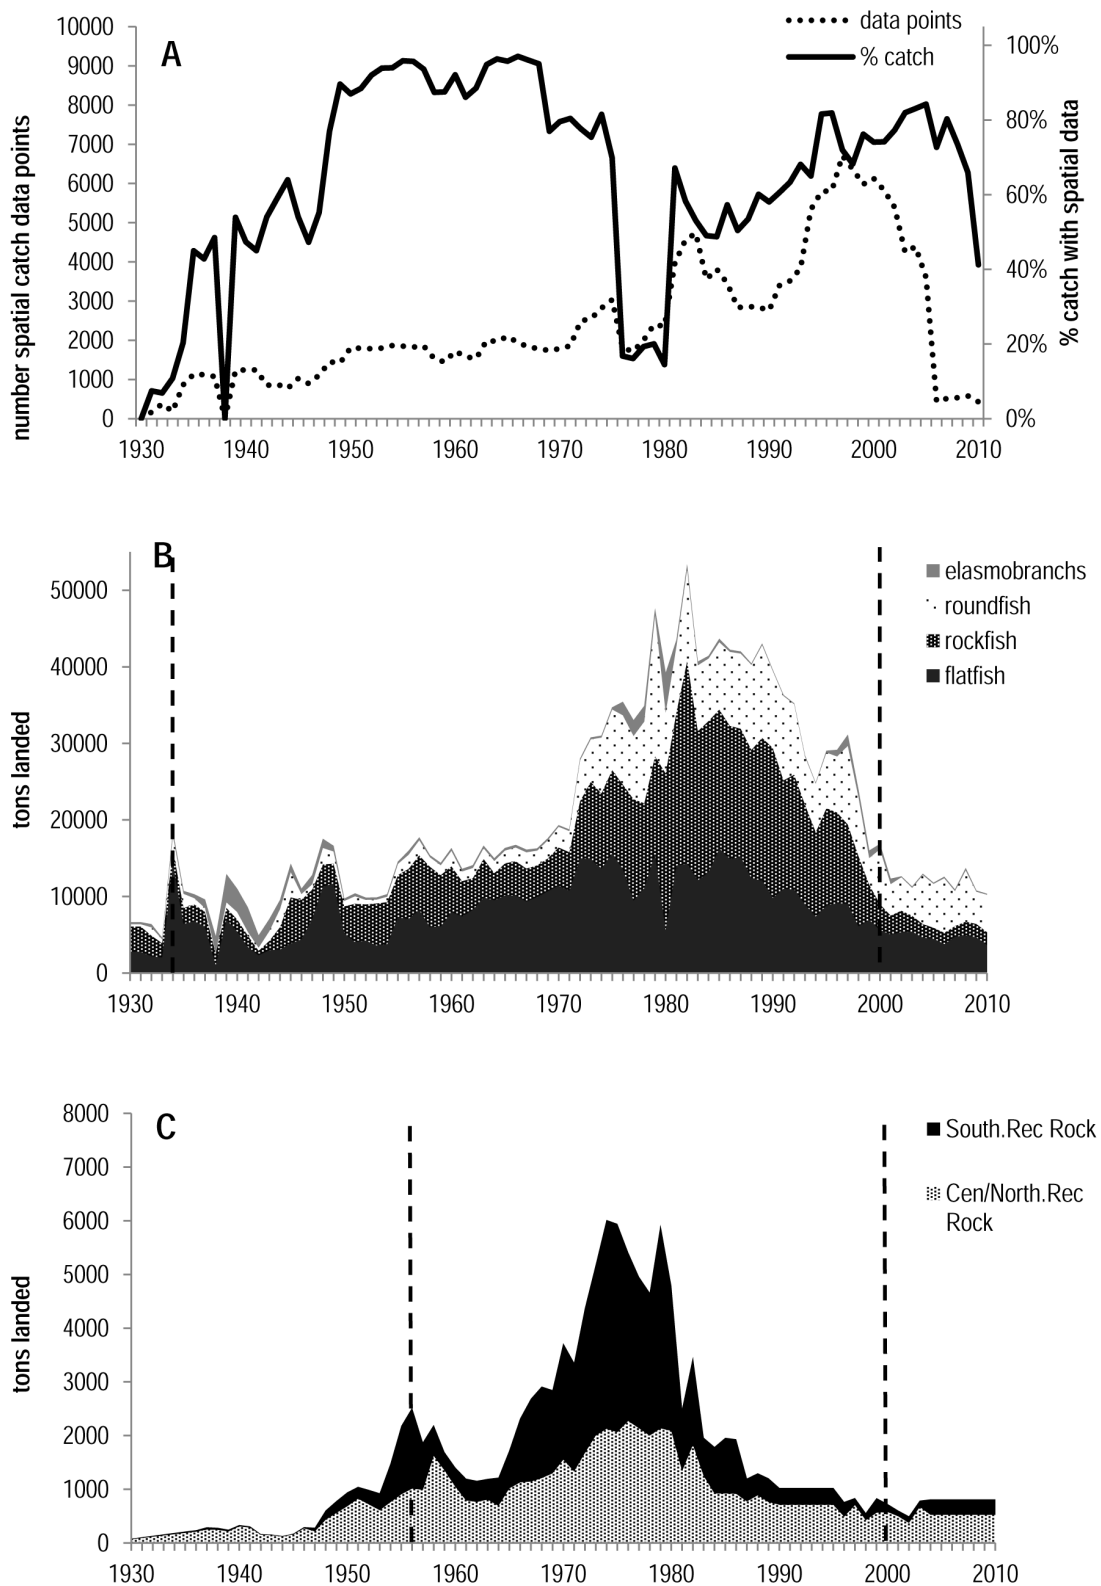 A
data points
% catch
number spatial catch data points
10000
9000
8000
7000
6000
5000
4000
3000
2000
1000
0
100%
80%
60%
40%
20%
0%
% catch with spatial data
1930 1940 1950 1960 1970 1980 1990 2000 2010
B
elasmobranchs
roundfish
rockfish
flatfish
tons landed
50000
40000
30000
20000
10000
0
1930 1940 1950 1960 1970 1980 1990 2000 2010
C
South.Rec Rock
Cen/North.Rec
Rock
tons landed
8000
7000
6000
5000
4000
3000
2000
1000
0
1930 1940 1950 1960 1970 1980 1990 2000 2010